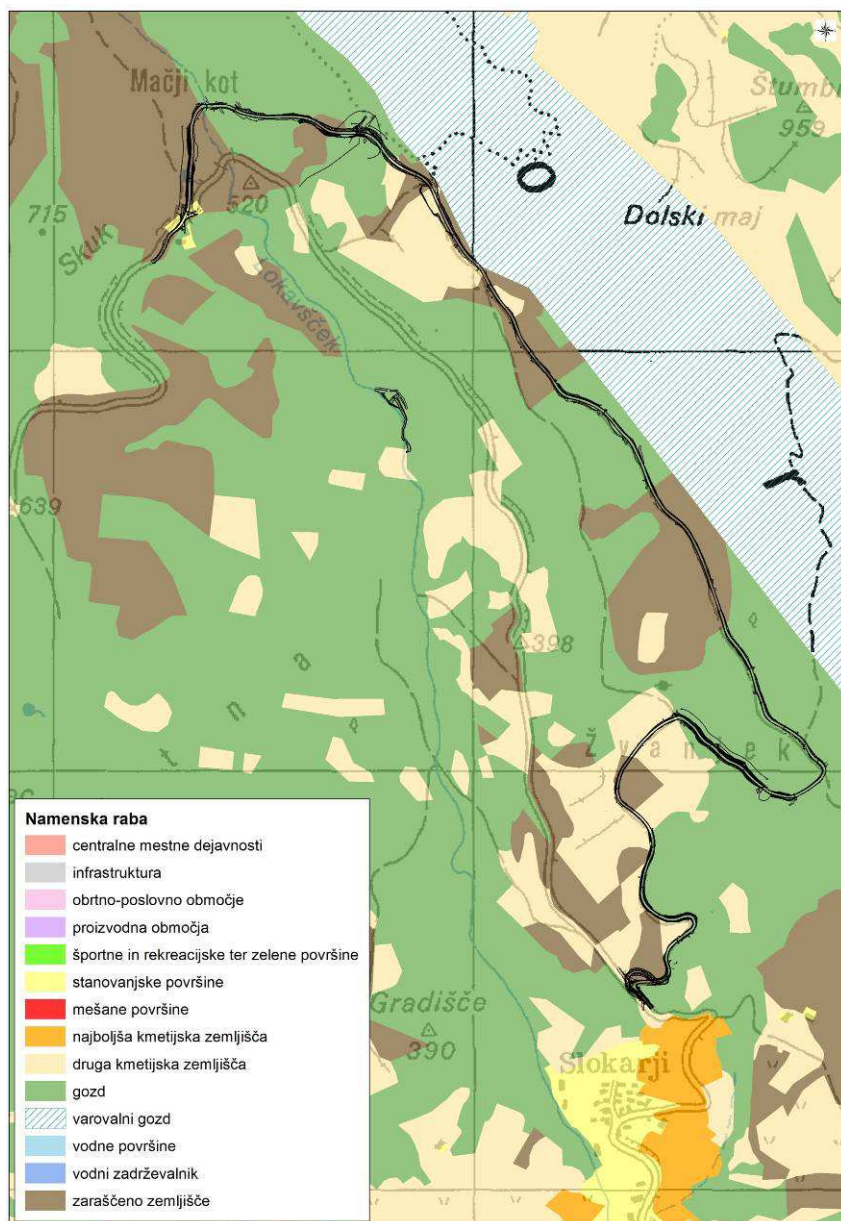 Mačji kot
Štumbi
959
715
520
Dolski maj
Skuk
Lokavšček
639
398
Žvanjek
Gradišče
390
Slokarji
Namenska raba
centralne mestne dejavnosti
infrastruktura
obrtno-poslovno območje
proizvodna območja
športne in rekreacijske ter zelene površine
stanovanjske površine
mešane površine
najboljša kmetijska zemljišča
druga kmetijska zemljišča
gozd
varovalni gozd
vodne površine
vodni zadrževalnik
zaraščeno zemljišče